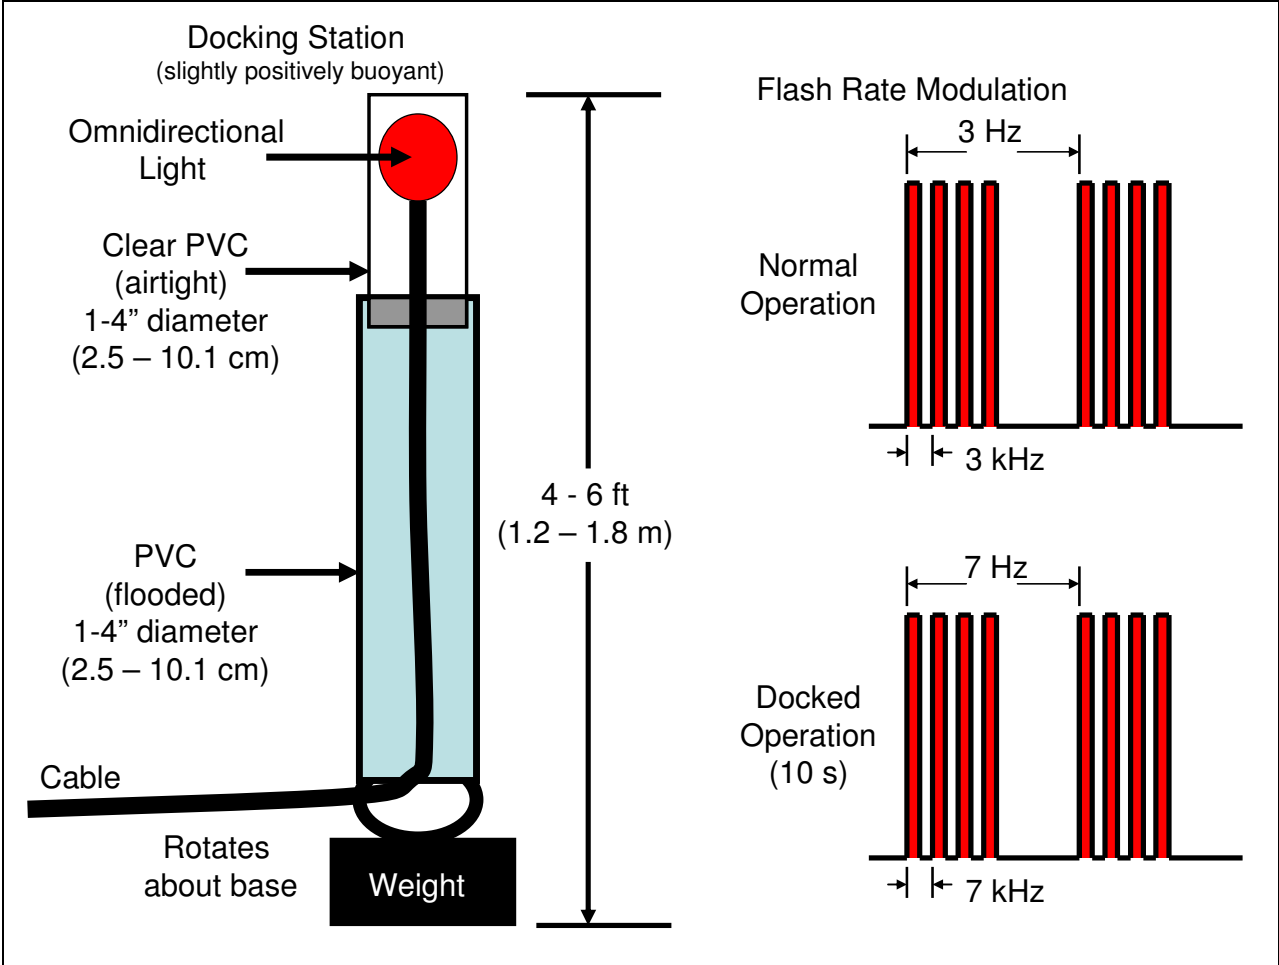 Docking Station
(slightly positively buoyant)
Omnidirectional
Light
Clear PVC
(airtight)
1-4” diameter
(2.5 – 10.1 cm)
PVC
(flooded)
1-4” diameter
(2.5 – 10.1 cm)
Cable
Rotates
about base
Weight
4 - 6 ft
(1.2 – 1.8 m)
Flash Rate Modulation
3 Hz
Normal
Operation
3 kHz
7 Hz
Docked
Operation
(10 s)
7 kHz